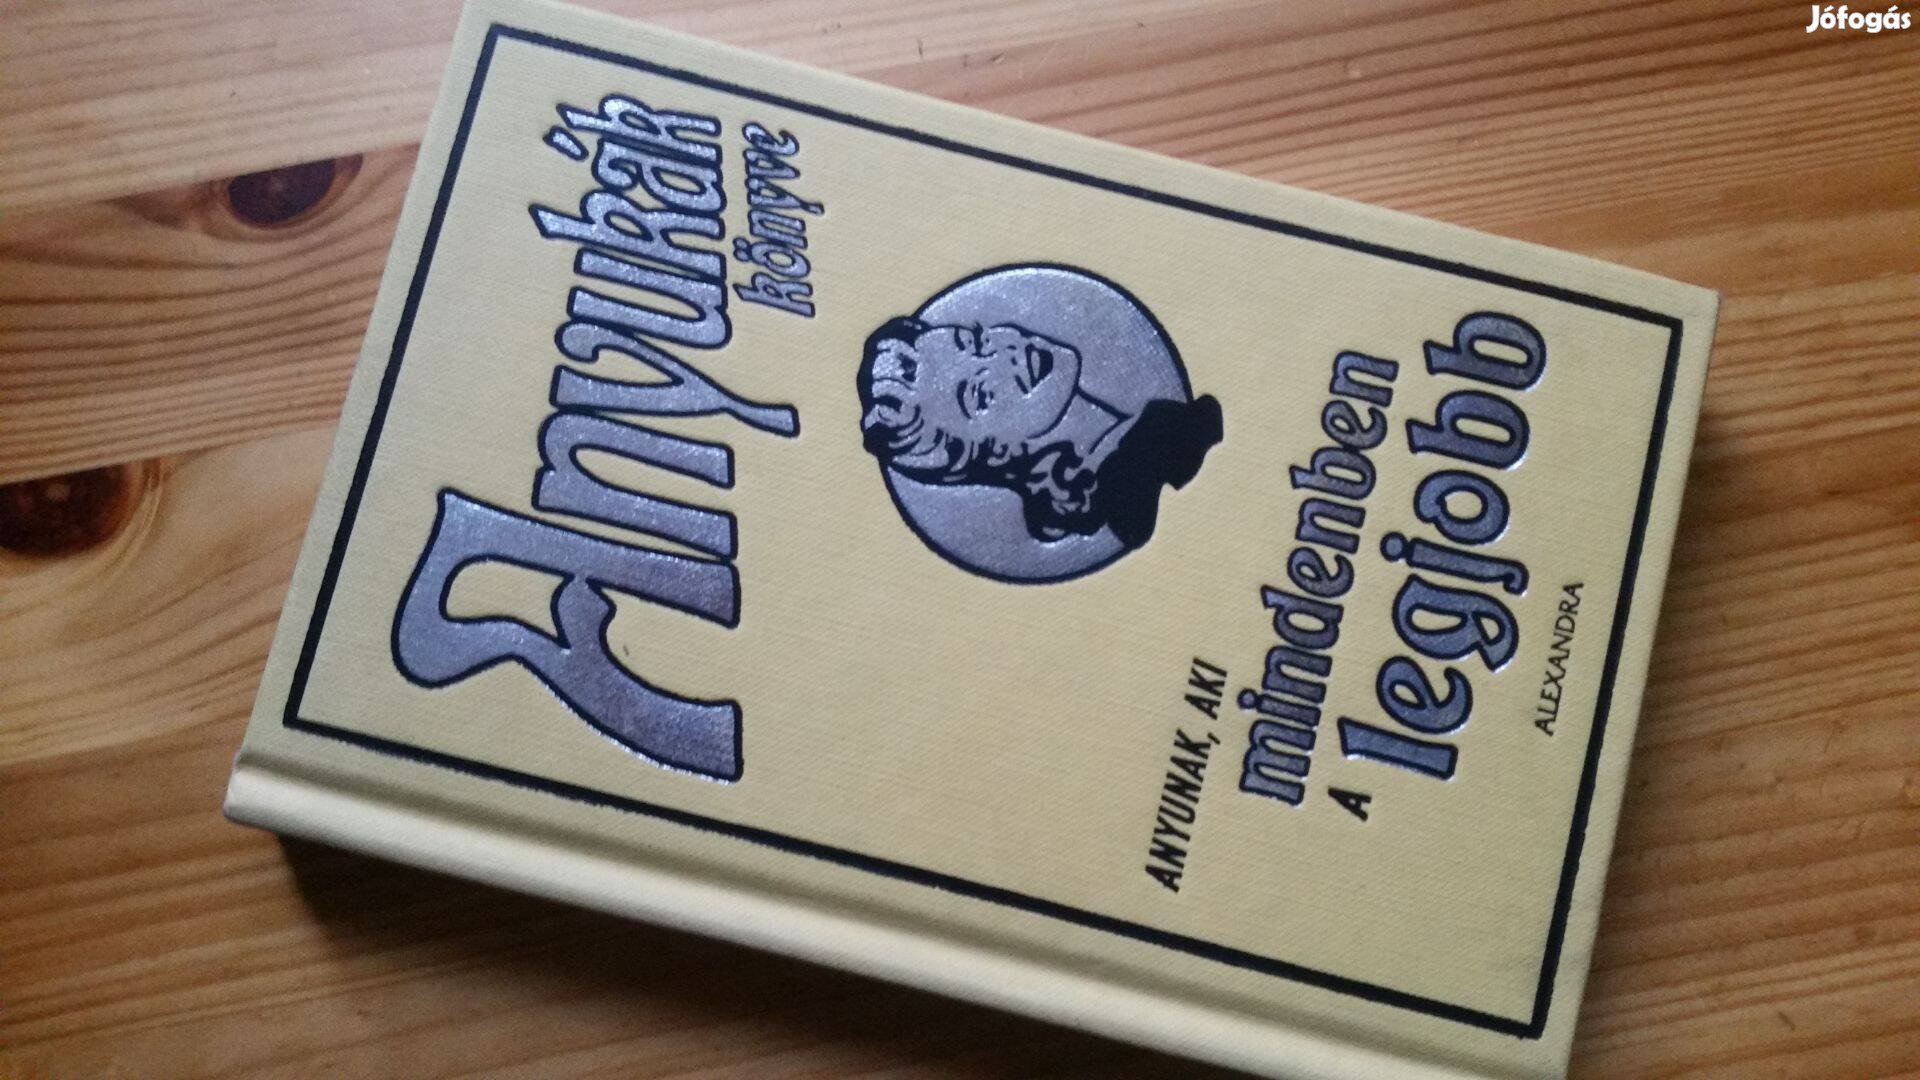 Anyukák
könyve
ANYUNAK, AKI
mindenben
A legjobb
ALEXANDRA
Jófogás